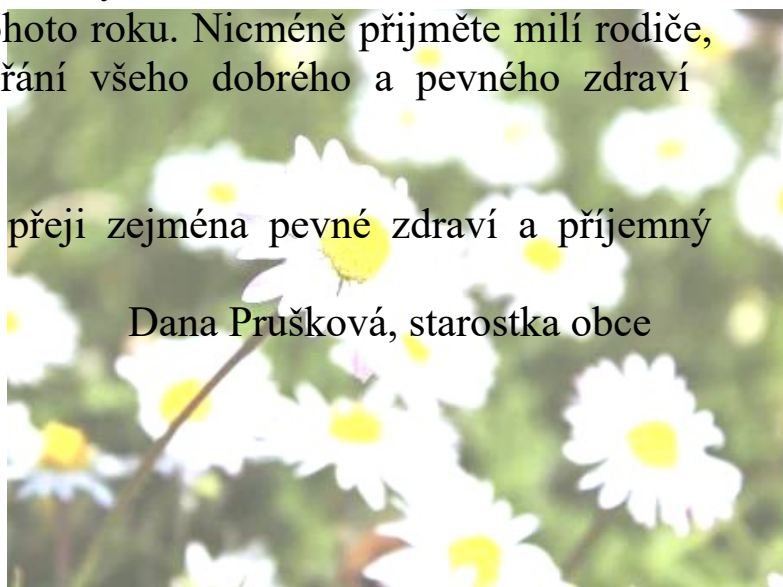 hoto roku. Nicméně přijměte milí rodiče,
řání všeho dobrého a pevného zdraví
přeji zejména pevné zdraví a příjemný
Dana Prušková, starostka obce